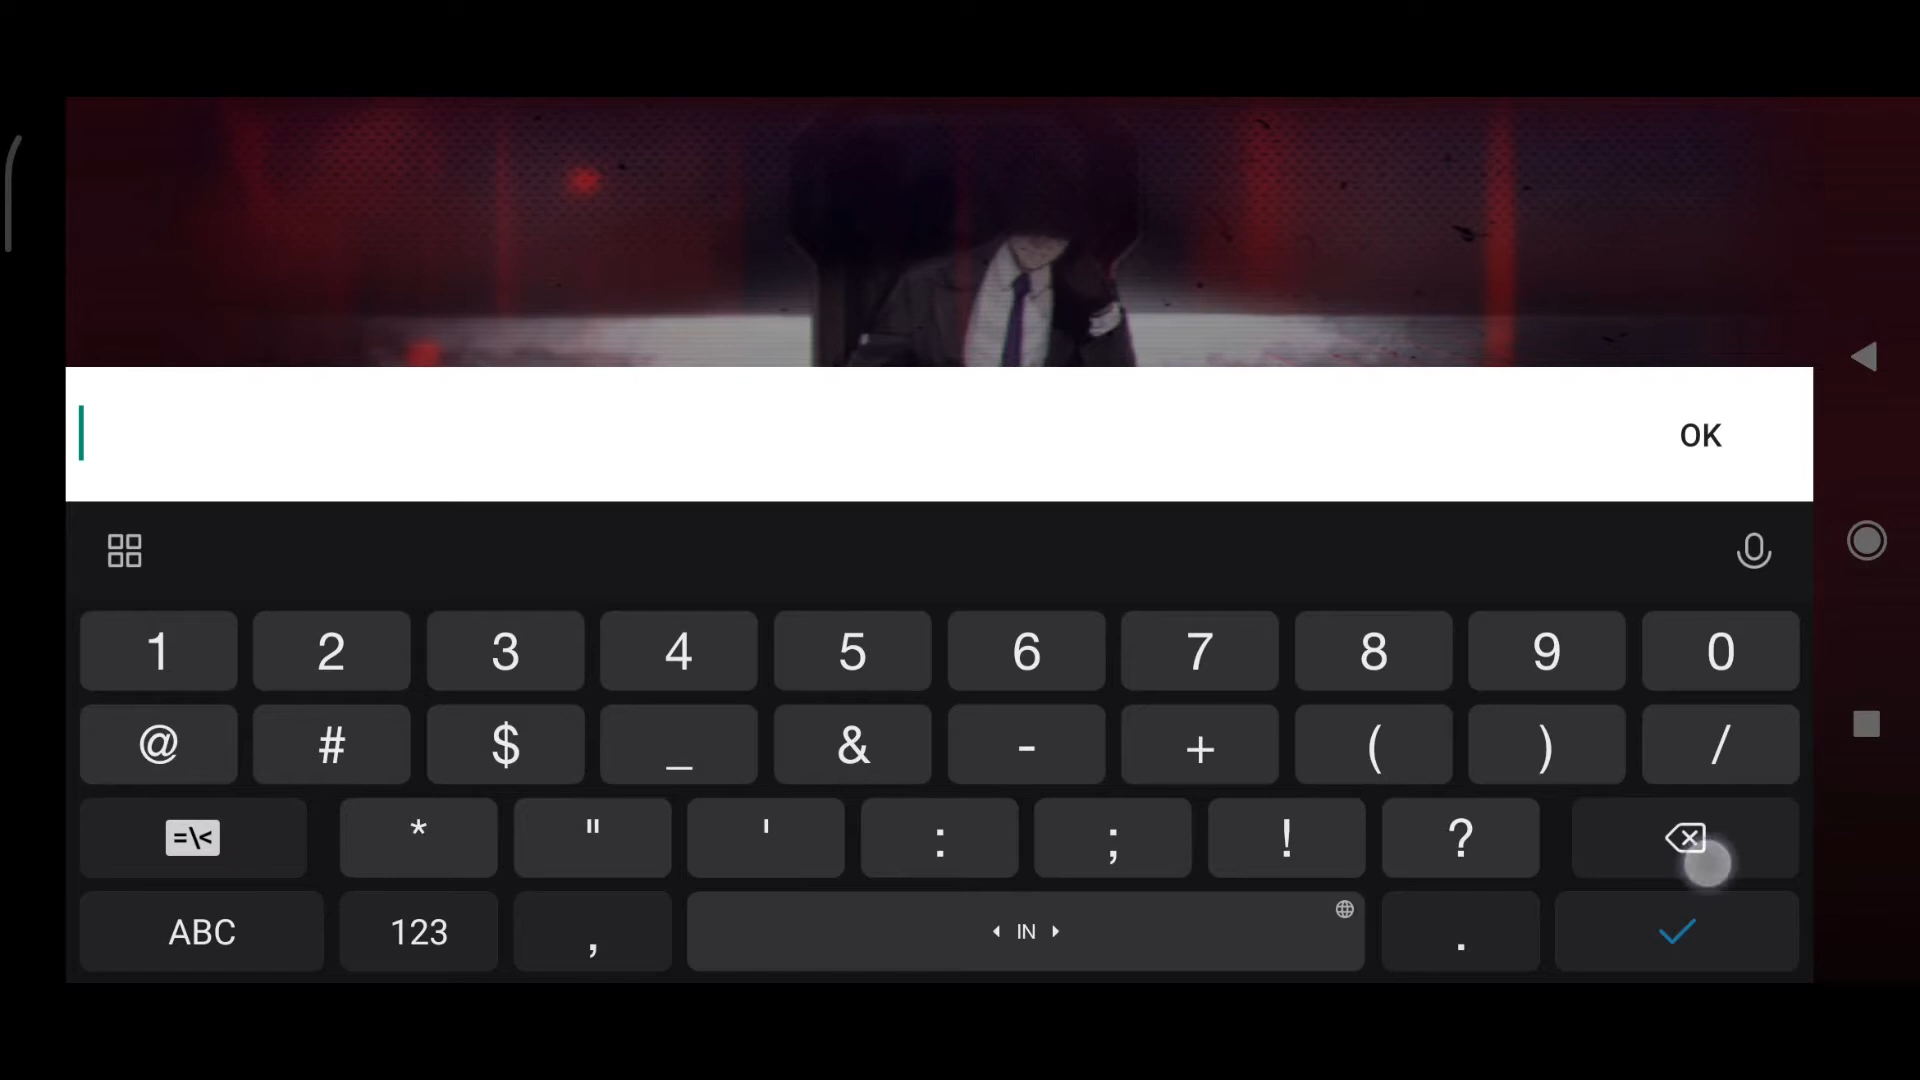 OK
1 2 3 4 5 6 7 8 9 0
@ # $ _ & - + ( ) /
=\< * " ' : ; ! ?
ABC 123 , IN .